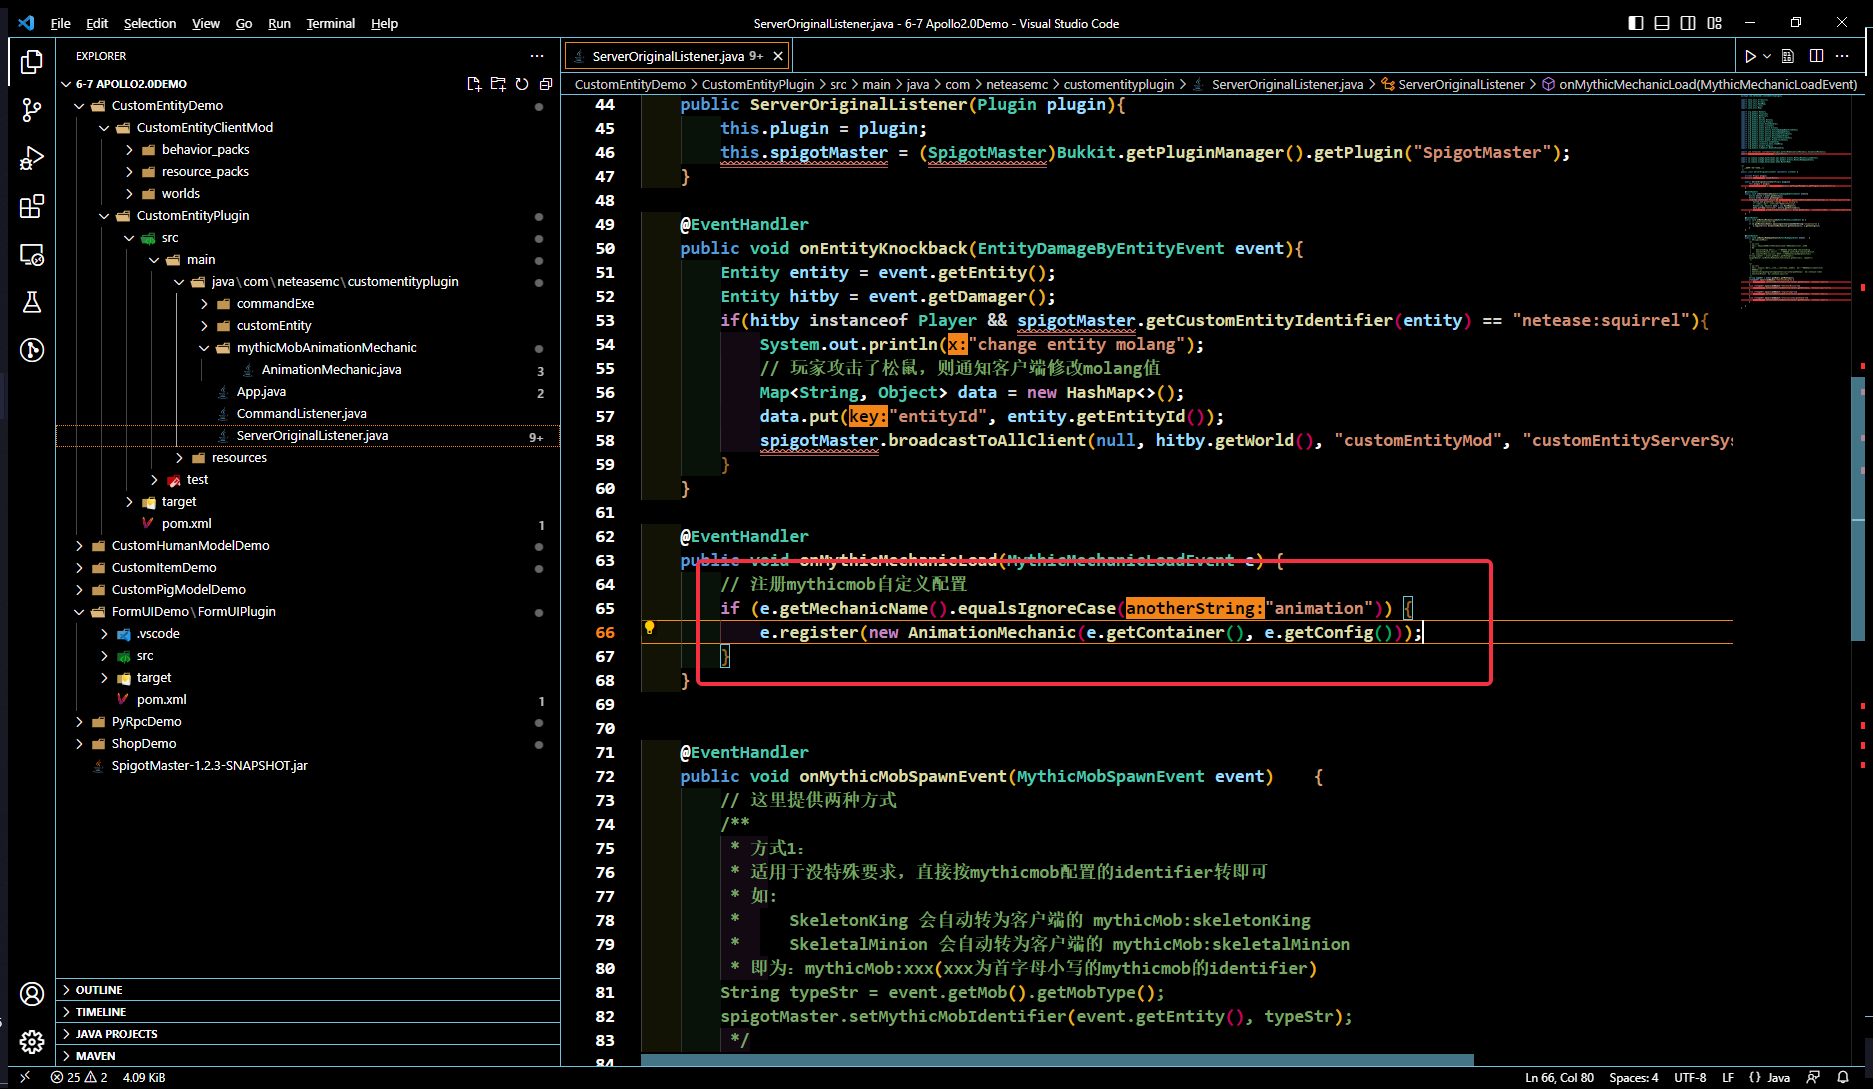 File Edit Selection View Go Run Terminal Help
ServerOriginalListener.java - 6-7 Apollo2.0Demo - Visual Studio Code
EXPLORER
6-7 APOLLO2.0DEMO
CustomEntityDemo
CustomEntityClientMod
behavior_packs
resource_packs
worlds
CustomEntityPlugin
src
main
java\com\neteasemc\customentityplugin
commandExe
customEntity
mythicMobAnimationMechanic
AnimationMechanic.java 3
App.java 2
CommandListener.java
ServerOriginalListener.java 9+
resources
test
target
pom.xml 1
CustomHumanModelDemo
CustomItemDemo
CustomPigModelDemo
FormUIDemo\FormUIPlugin
.vscode
src
target
pom.xml 1
PyRpcDemo
ShopDemo
SpigotMaster-1.2.3-SNAPSHOT.jar
OUTLINE
TIMELINE
JAVA PROJECTS
MAVEN
ServerOriginalListener.java 9+
CustomEntityDemo > CustomEntityPlugin > src > main > java > com > neteasemc > customentityplugin > ServerOriginalListener.java > ServerOriginalListener > onMythicMechanicLoad(MythicMechanicLoadEvent)
44 public ServerOriginalListener(Plugin plugin){
45 this.plugin = plugin;
46 this.spigotMaster = (SpigotMaster)Bukkit.getPluginManager().getPlugin("SpigotMaster");
47 }
48
49 @EventHandler
50 public void onEntityKnockback(EntityDamageByEntityEvent event){
51 Entity entity = event.getEntity();
52 Entity hitby = event.getDamager();
53 if(hitby instanceof Player && spigotMaster.getCustomEntityIdentifier(entity) == "netease:squirrel"){
54 System.out.println(x:"change entity molang");
55 // 玩家攻击了松鼠，则通知客户端修改molang值
56 Map<String, Object> data = new HashMap<>();
57 data.put(key:"entityId", entity.getEntityId());
58 spigotMaster.broadcastToAllClient(null, hitby.getWorld(), "customEntityMod", "customEntityServerSy
59 }
60 }
61
62 @EventHandler
63 public void onMythicMechanicLoad(MythicMechanicLoadEvent e) {
64 // 注册mythicmob自定义配置
65 if (e.getMechanicName().equalsIgnoreCase(anotherString:"animation")) {
66 e.register(new AnimationMechanic(e.getContainer(), e.getConfig()));
67 }
68 }
69
70
71 @EventHandler
72 public void onMythicMobSpawnEvent(MythicMobSpawnEvent event) {
73 // 这里提供两种方式
74 /**
75 * 方式1：
76 * 适用于没特殊要求，直接按mythicmob配置的identifier转即可
77 * 如：
78 * SkeletonKing 会自动转为客户端的 mythicMob:skeletonKing
79 * SkeletalMinion 会自动转为客户端的 mythicMob:skeletalMinion
80 * 即为：mythicMob:xxx(xxx为首字母小写的mythicmob的identifier)
81 String typeStr = event.getMob().getMobType();
82 spigotMaster.setMythicMobIdentifier(event.getEntity(), typeStr);
83 */
84
25 2 4.09 KiB
Ln 66, Col 80 Spaces: 4 UTF-8 LF {} Java